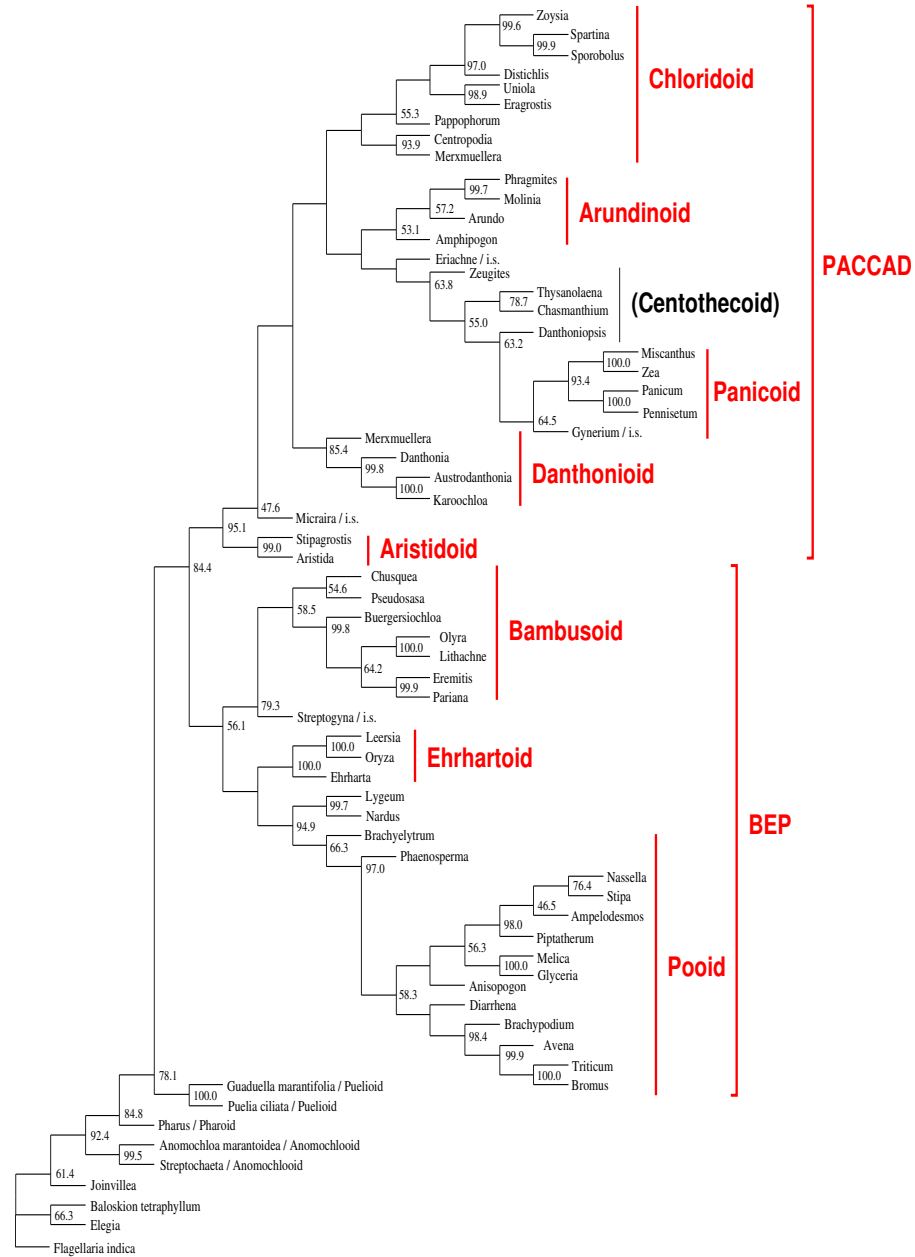 Zoysia
99.6
Spartina
99.9
Sporobolus
97.0
Distichlis
Uniola
98.9
Eragrostis
55.3
Pappophorum
Centropodia
93.9
Merxmuellera
Chloridoid
Phragmites
99.7
Molinia
57.2
Arundo
53.1
Amphipogon
Arundinoid
Eriachne / i.s.
Zeugites
63.8
Thysanolaena
78.7
Chasmanthium
55.0
Danthoniopsis
63.2
(Centothecoid)
PACCAD
Miscanthus
100.0
Zea
93.4
Panicum
100.0
Pennisetum
64.5
Gynerium / i.s.
Panicoid
Merxmuellera
85.4
Danthonia
99.8
Austrodanthonia
100.0
Karoochloa
Danthonioid
47.6
Micraira / i.s.
95.1
Stipagrostis
99.0
Aristida
Aristidoid
84.4
Chusquea
54.6
Pseudosasa
58.5
Buergersiochloa
99.8
Olyra
100.0
Lithachne
64.2
Eremitis
99.9
Pariana
Bambusoid
79.3
Streptogyna / i.s.
56.1
Leersia
100.0
Oryza
100.0
Ehrharta
Ehrhartoid
Lygeum
99.7
Nardus
94.9
Brachyelytrum
66.3
Phaenosperma
97.0
BEP
Nassella
76.4
Stipa
46.5
Ampelodesmos
98.0
Piptatherum
56.3
Melica
100.0
Glyceria
Anisopogon
58.3
Diarrhena
Brachypodium
98.4
Avena
99.9
Triticum
100.0
Bromus
Pooid
78.1
Guaduella marantifolia / Puelioid
100.0
Puelia ciliata / Puelioid
84.8
Pharus / Pharoid
92.4
Anomochloa marantoidea / Anomochlooid
99.5
Streptochaeta / Anomochlooid
61.4
Joinvillea
Baloskion tetraphyllum
66.3
Elegia
Flagellaria indica